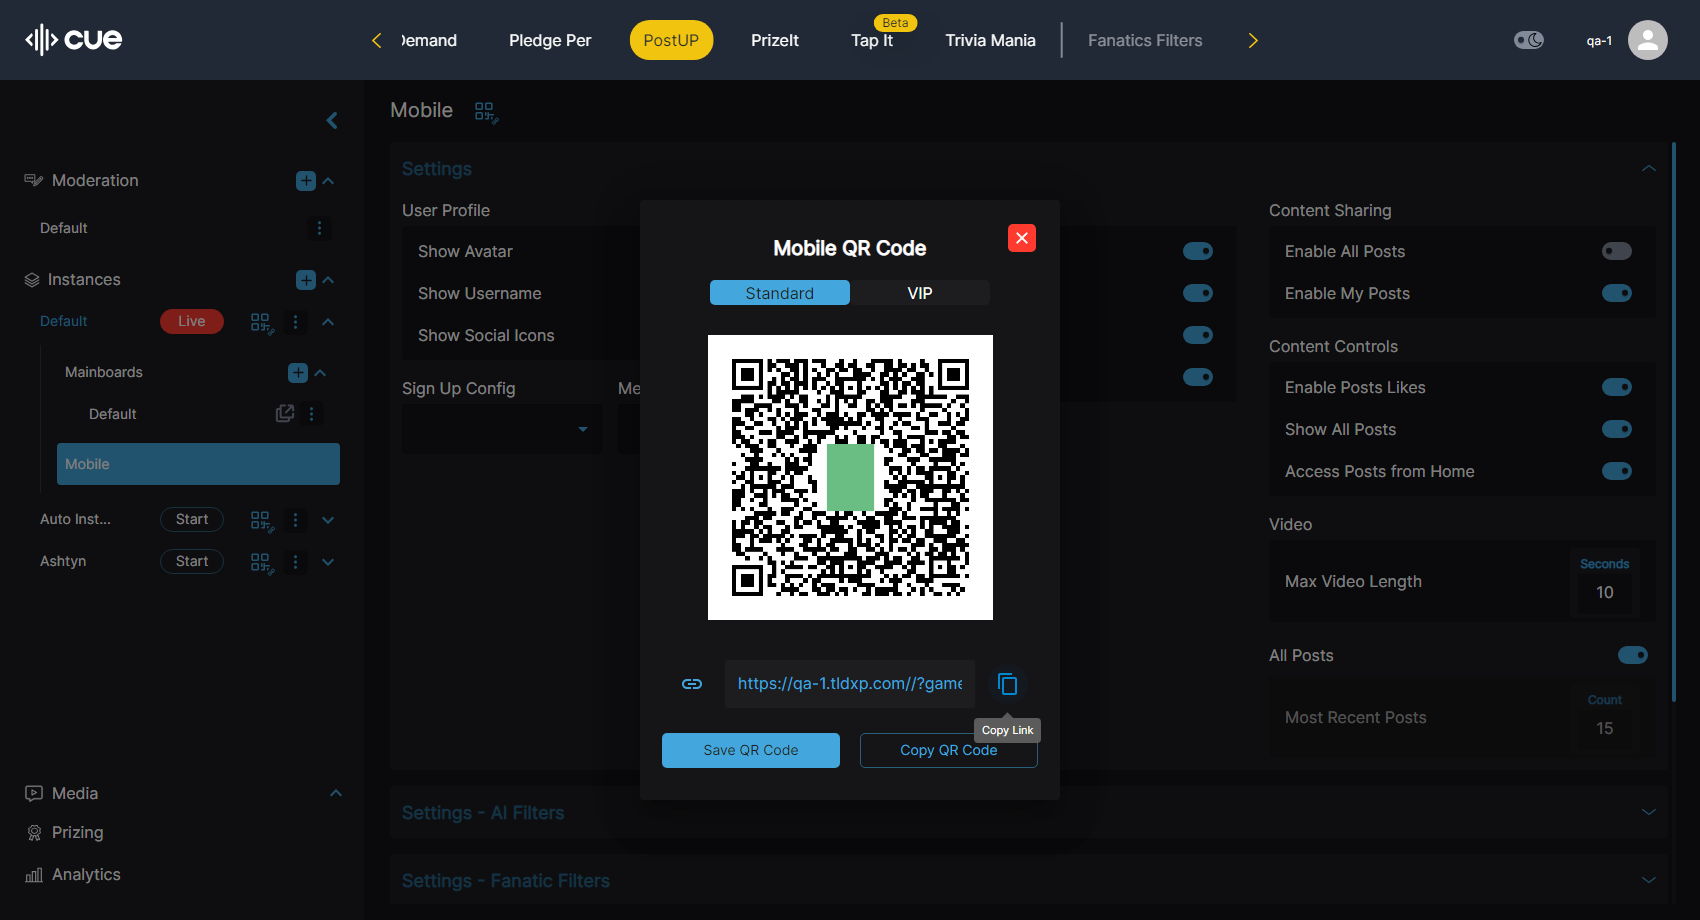 cue
Demand
Pledge Per
PostUP
PrizeIt
Tap It
Beta
Trivia Mania
Fanatics Filters
qa-1
Moderation
Default
Instances
Default
Live
Mainboards
Default
Mobile
Auto Inst...
Start
Ashtyn
Start
Media
Prizing
Analytics
Mobile
Settings
User Profile
Show Avatar
Show Username
Show Social Icons
Sign Up Config
Me
Mobile QR Code
Standard
VIP
https://qa-1.tldxp.com//?game
Copy Link
Save QR Code
Copy QR Code
Content Sharing
Enable All Posts
Enable My Posts
Content Controls
Enable Posts Likes
Show All Posts
Access Posts from Home
Video
Max Video Length
Seconds
10
All Posts
Most Recent Posts
Count
15
Settings - AI Filters
Settings - Fanatic Filters